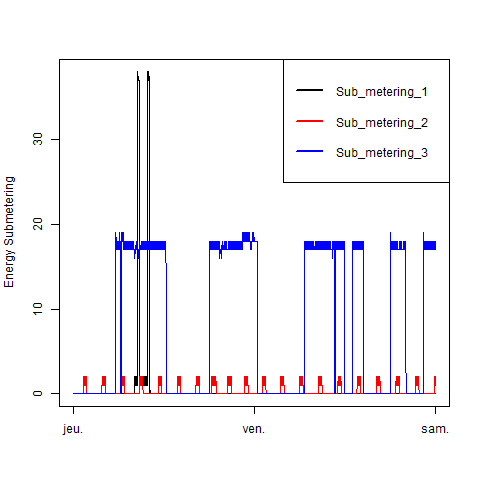 Sub_metering_1
Sub_metering_2
Sub_metering_3
Energy Submetering
30
20
10
0
jeu.
ven.
sam.